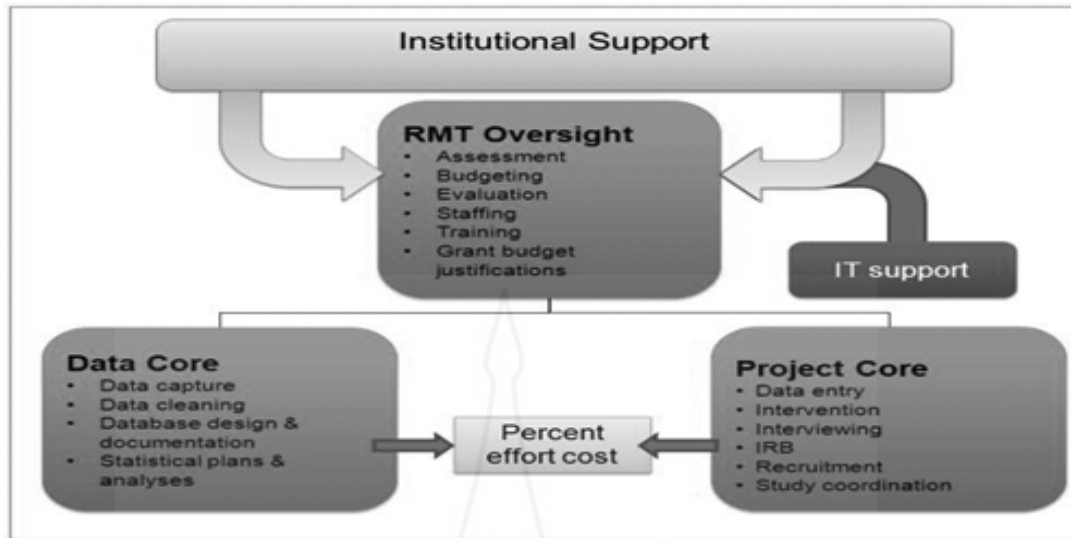 Institutional Support
RMT Oversight
• Assessment
• Budgeting
• Evaluation
• Staffing
• Training
• Grant budget
justifications
IT support
Data Core
• Data capture
• Data cleaning
• Database design &
documentation
• Statistical plans &
analyses
Percent
effort cost
Project Core
• Data entry
• Intervention
• Interviewing
• IRB
• Recruitment
• Study coordination